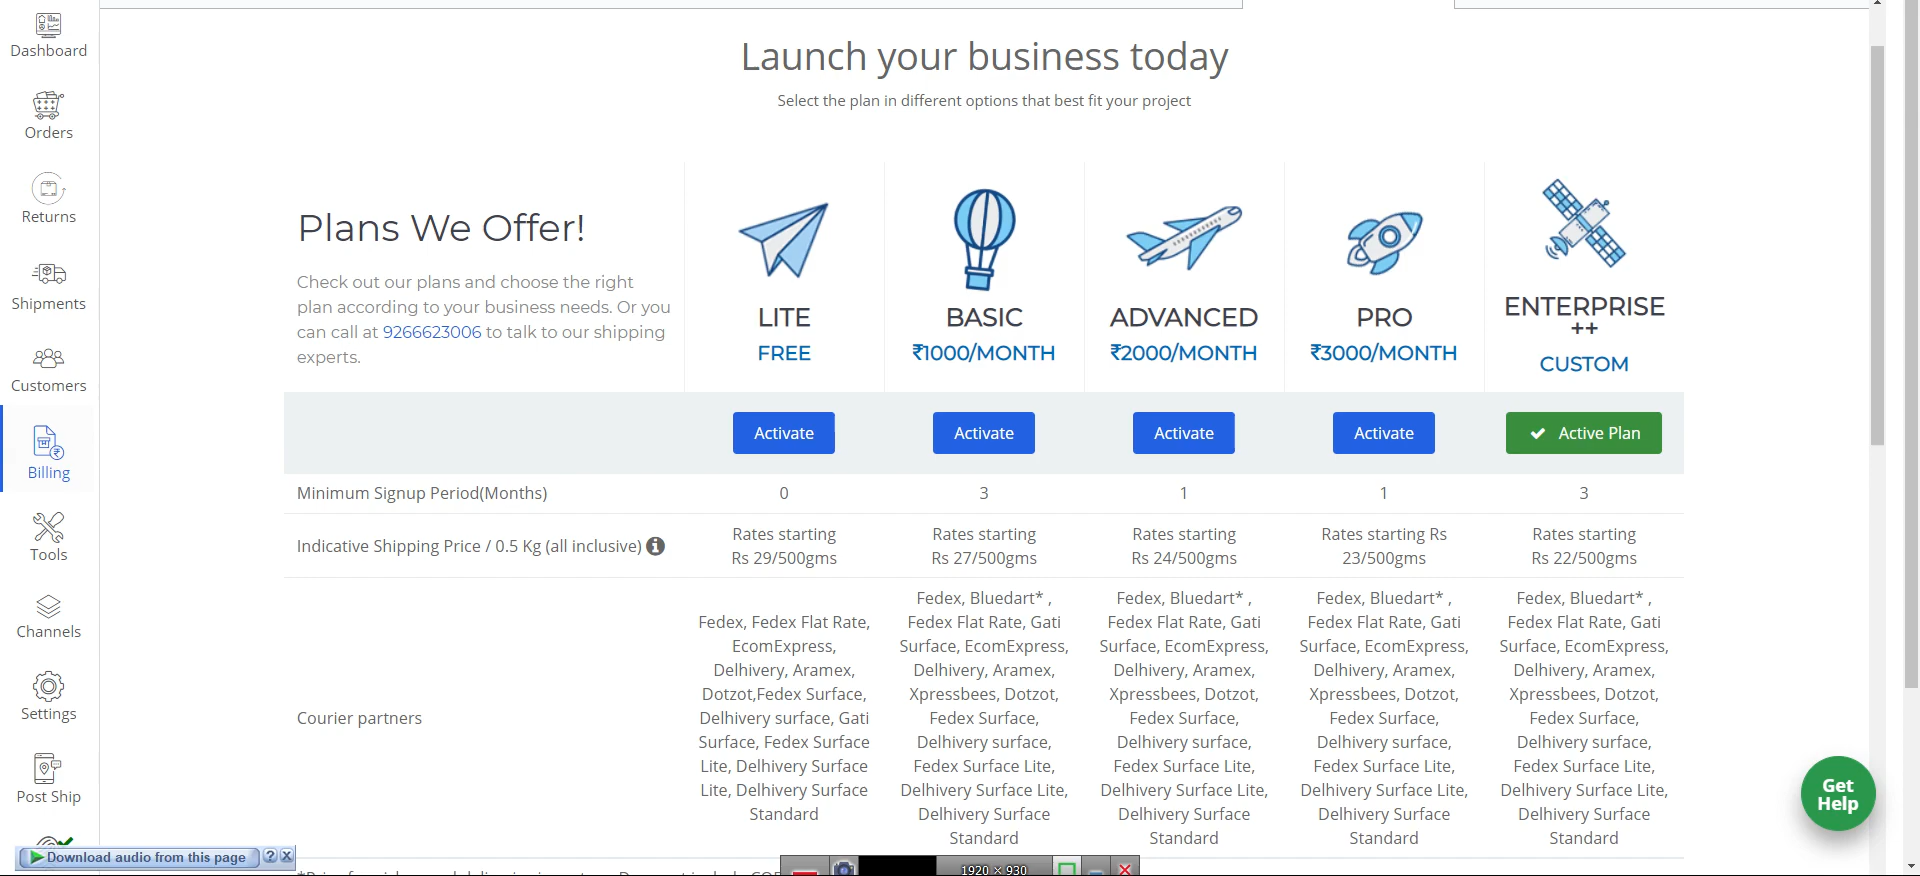 Launch your business today
Select the plan in different options that best fit your project
Dashboard
Orders
Returns
Shipments
Customers
Billing
Tools
Channels
Settings
Post Ship
Plans We Offer!
Check out our plans and choose the right
plan according to your business needs. Or you
can call at 9266623006 to talk to our shipping
experts.
LITE
FREE
BASIC
₹1000/MONTH
ADVANCED
₹2000/MONTH
PRO
₹3000/MONTH
ENTERPRISE
++
CUSTOM
Activate
Activate
Activate
Activate
Active Plan
Minimum Signup Period(Months)
0
3
1
1
3
Indicative Shipping Price / 0.5 Kg (all inclusive)
Rates starting
Rs 29/500gms
Rates starting
Rs 27/500gms
Rates starting
Rs 24/500gms
Rates starting Rs
23/500gms
Rates starting
Rs 22/500gms
Courier partners
Fedex, Fedex Flat Rate,
EcomExpress,
Delhivery, Aramex,
Dotzot,Fedex Surface,
Delhivery surface, Gati
Surface, Fedex Surface
Lite, Delhivery Surface
Lite, Delhivery Surface
Standard
Fedex, Bluedart* ,
Fedex Flat Rate, Gati
Surface, EcomExpress,
Delhivery, Aramex,
Xpressbees, Dotzot,
Fedex Surface,
Delhivery surface,
Fedex Surface Lite,
Delhivery Surface Lite,
Delhivery Surface
Standard
Fedex, Bluedart* ,
Fedex Flat Rate, Gati
Surface, EcomExpress,
Delhivery, Aramex,
Xpressbees, Dotzot,
Fedex Surface,
Delhivery surface,
Fedex Surface Lite,
Delhivery Surface Lite,
Delhivery Surface
Standard
Fedex, Bluedart* ,
Fedex Flat Rate, Gati
Surface, EcomExpress,
Delhivery, Aramex,
Xpressbees, Dotzot,
Fedex Surface,
Delhivery surface,
Fedex Surface Lite,
Delhivery Surface Lite,
Delhivery Surface
Standard
Fedex, Bluedart* ,
Fedex Flat Rate, Gati
Surface, EcomExpress,
Delhivery, Aramex,
Xpressbees, Dotzot,
Fedex Surface,
Delhivery surface,
Fedex Surface Lite,
Delhivery Surface Lite,
Delhivery Surface
Standard
Get
Help
Download audio from this page
?
1920 × 930